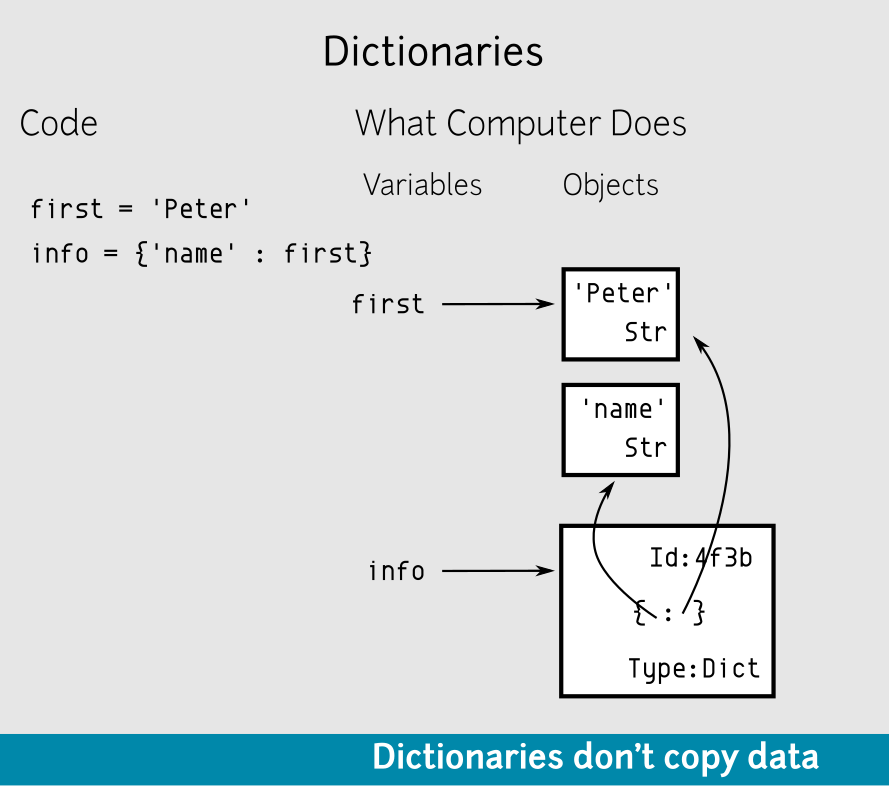 Dictionaries
Code
What Computer Does
Variables
Objects
first = 'Peter'
info = {'name' : first}
first
'Peter'
Str
'name'
Str
info
Id:4f3b
{ : }
Type:Dict
Dictionaries don't copy data